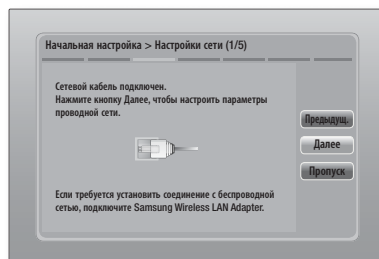 Начальная настройка > Настройки сети (1/5)
Сетевой кабель подключен.
Нажмите кнопку Далее, чтобы настроить параметры
проводной сети.
Предыдущ.
Далее
Пропуск
Если требуется установить соединение с беспроводной
сетью, подключите Samsung Wireless LAN Adapter.